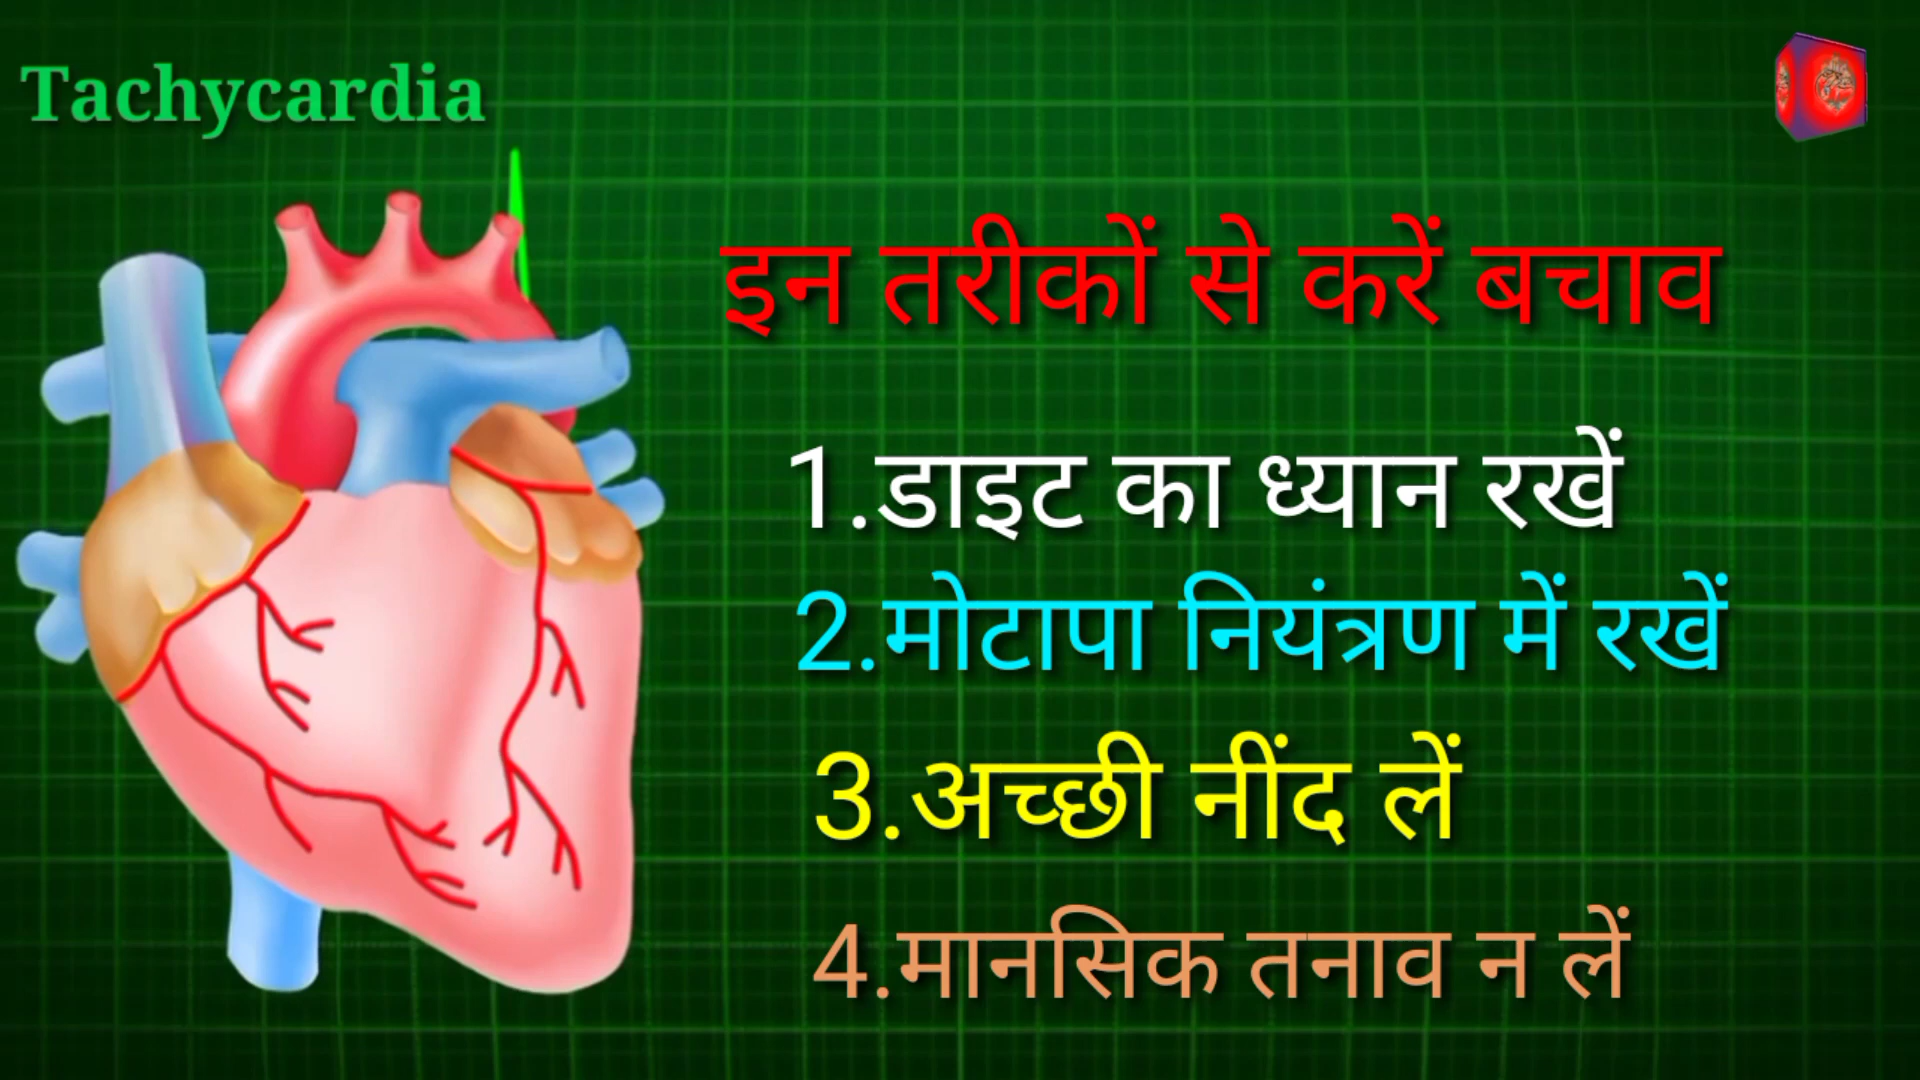 Tachycardia
इन तरीकों से करें बचाव
1.डाइट का ध्यान रखें
2.मोटापा नियंत्रण में रखें
3.अच्छी नींद लें
4.मानसिक तनाव न लें